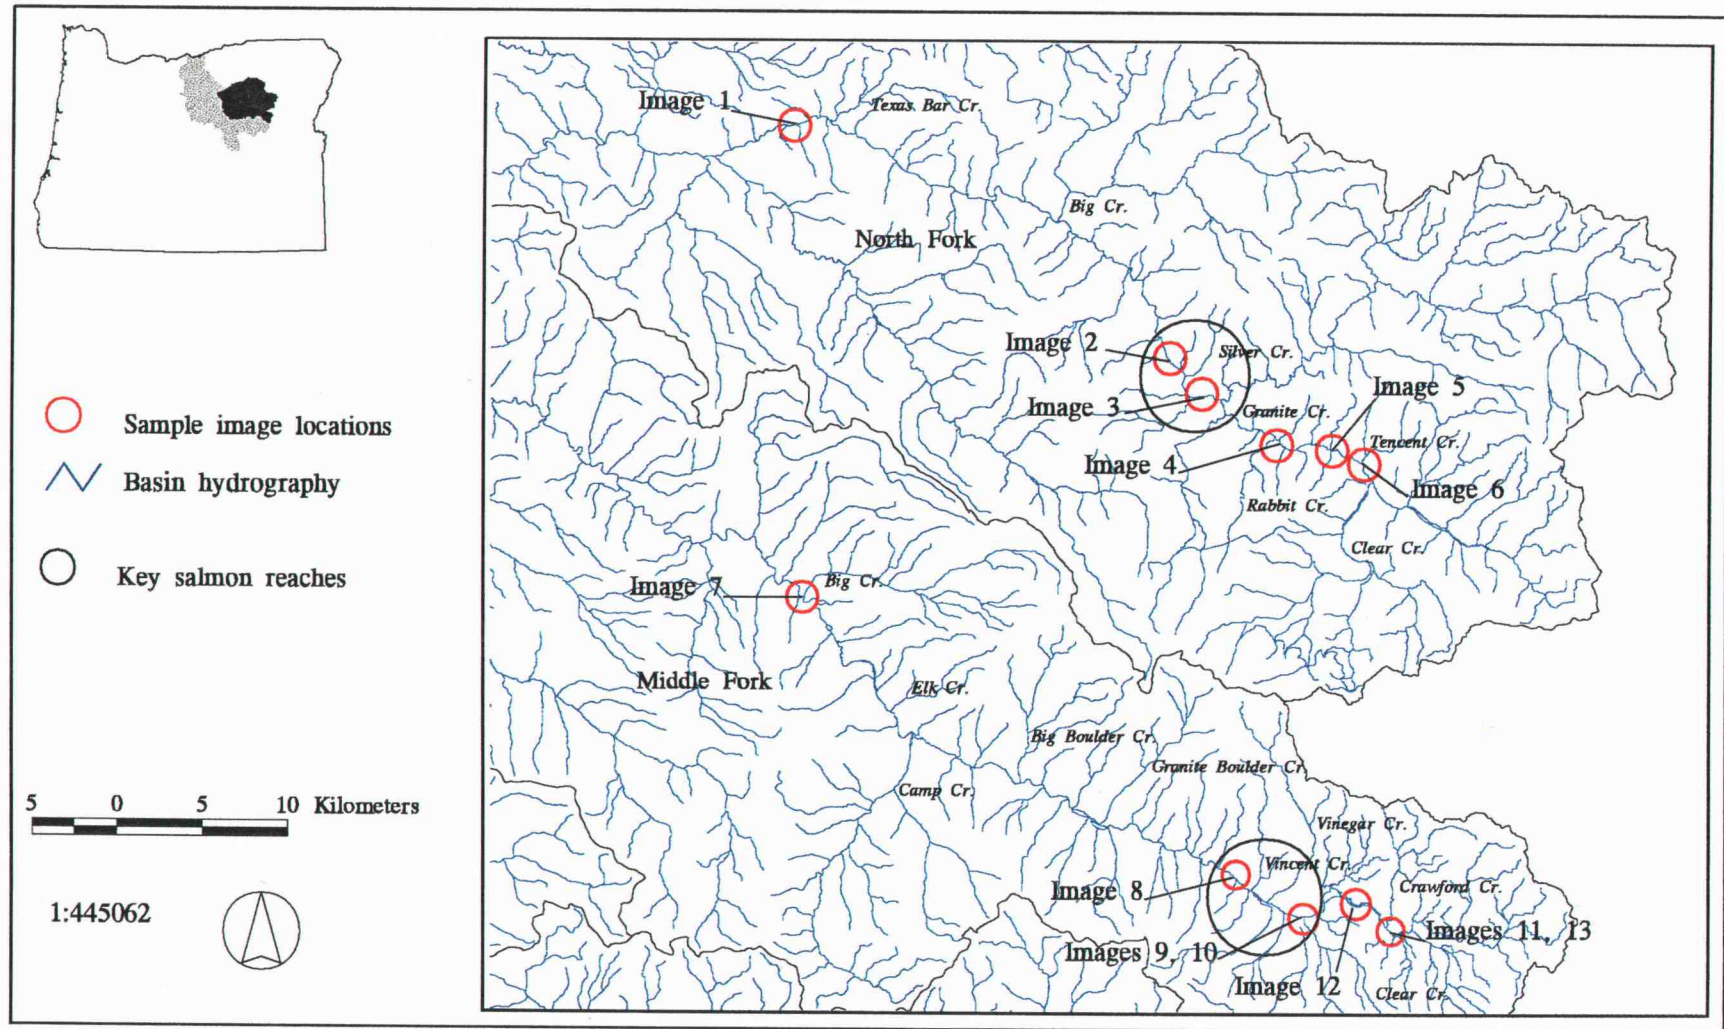 Image 1
Texas Bar Cr.
Big Cr.
North Fork
Image 2
Silver Cr.
Image 3
Image 5
Granite Cr.
Tencent Cr.
Image 4
Image 6
Rabbit Cr.
Clear Cr.
Image 7
Big Cr.
Middle Fork
Elk Cr.
Big Boulder Cr.
Granite Boulder Cr.
Camp Cr.
Vinegar Cr.
Vincent Cr.
Image 8
Crawford Cr.
Images 9, 10
Images 11, 13
Image 12
Clear Cr.
Sample image locations
Basin hydrography
Key salmon reaches
5 0 5 10 Kilometers
1:445062